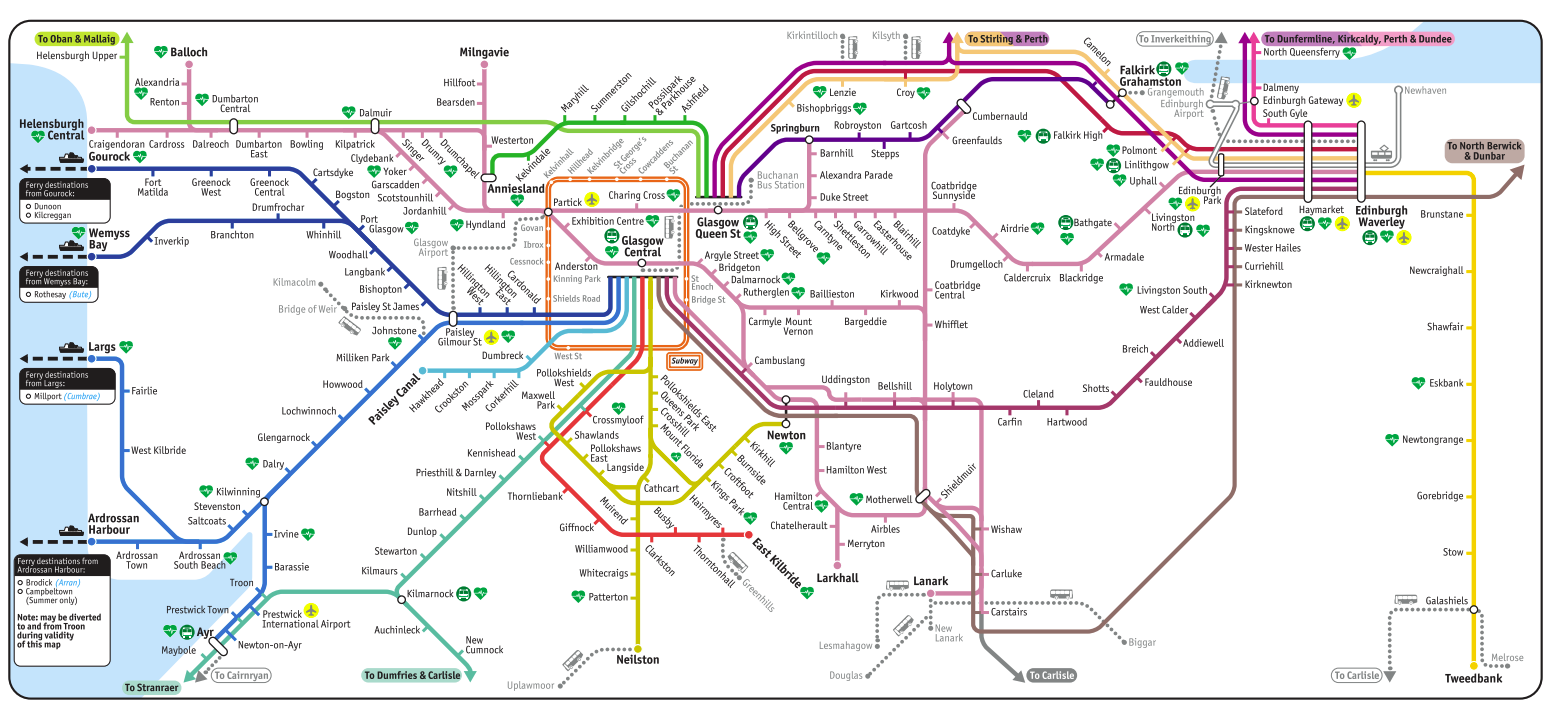 To Oban & Mallaig
Helensburgh Upper
Balloch
Alexandria
Renton
Dumbarton
Central
Dalmuir
Milngavie
Hillfoot
Bearsden
Westerton
Maryhill
Summerston
Gilshochill
Possilpark
& Parkhouse
Ashfield
Kelvindale
Anniesland
Helensburgh
Central
Craigendoran
Cardross
Dalreoch
Dumbarton
East
Bowling
Kilpatrick
Singer
Drumry
Drumchapel
Clydebank
Yoker
Garscadden
Scotstounhill
Jordanhill
Hyndland
Kelvinhall
Hillhead
Kelvinbridge
St George's
Cross
Cowcaddens
Buchanan
St
Partick
Charing Cross
Exhibition Centre
Govan
Ibrox
Cessnock
Kinning Park
Shields Road
West St
Bridge St
St
Enoch
Subway
Anderston
Glasgow
Central
Glasgow
Airport
Gourock
Ferry destinations
from Gourock:
Dunoon
Kilcreggan
Fort
Matilda
Greenock
West
Greenock
Central
Cartsdyke
Bogston
Port
Glasgow
Wemyss
Bay
Ferry destinations
from Wemyss Bay:
Rothesay (Bute)
Inverkip
Branchton
Drumfrochar
Whinhill
Woodhall
Langbank
Bishopton
Paisley St James
Kilmacolm
Bridge of Weir
Johnstone
Paisley
Gilmour St
Hillington
West
Hillington
East
Cardonald
Milliken Park
Howwood
Lochwinnoch
Glengarnock
Dalry
Kilwinning
Stevenston
Saltcoats
Largs
Ferry destinations
from Largs:
Millport (Cumbrae)
Fairlie
West Kilbride
Ardrossan
Harbour
Ardrossan
Town
Ardrossan
South Beach
Ferry destinations from
Ardrossan Harbour:
Brodick (Arran)
Campbeltown
(Summer only)
Note: may be diverted
to and from Troon
during validity
of this map
Irvine
Barassie
Troon
Prestwick Town
Prestwick
International Airport
Ayr
Newton-on-Ayr
Maybole
To Stranraer
To Cairnryan
Paisley Canal
Hawkhead
Crookston
Mosspark
Corkerhill
Dumbreck
Pollokshields
West
Maxwell
Park
Crossmyloof
Pollokshaws
West
Shawlands
Pollokshaws
East
Langside
Kennishead
Priesthill & Darnley
Nitshill
Barrhead
Dunlop
Stewarton
Kilmaurs
Kilmarnock
Auchinleck
New
Cumnock
To Dumfries & Carlisle
Pollokshields East
Queens Park
Crosshill
Mount Florida
Cathcart
Thornliebank
Giffnock
Muirend
Williamwood
Whitecraigs
Patterton
Neilston
Uplawmoor
Clarkston
Busby
Thorntonhall
Hairmyres
East Kilbride
Greenhills
Kings Park
Croftfoot
Burnside
Kirkhill
Newton
Kirkintilloch
Kilsyth
To Stirling & Perth
Lenzie
Bishopbriggs
Croy
Camelon
Falkirk
Grahamston
Grangemouth
Springburn
Robroyston
Gartcosh
Stepps
Cumbernauld
Greenfaulds
Falkirk High
Polmont
Linlithgow
Uphall
Livingston
North
Bathgate
Armadale
Blackridge
Caldercruix
Drumgelloch
Airdrie
Coatdyke
Coatbridge
Sunnyside
Barnhill
Alexandra Parade
Duke Street
Buchanan
Bus Station
Glasgow
Queen St
High Street
Bellgrove
Carntyne
Shettleston
Garrowhill
Easterhouse
Blairhill
Argyle Street
Bridgeton
Dalmarnock
Rutherglen
Baillieston
Kirkwood
Carmyle
Mount
Vernon
Bargeddie
Coatbridge
Central
Whifflet
Cambuslang
Uddingston
Bellshill
Holytown
Blantyre
Hamilton West
Hamilton
Central
Chatelherault
Merryton
Larkhall
Airbles
Motherwell
Shieldmuir
Wishaw
Carluke
Carstairs
Lanark
New
Lanark
Lesmahagow
Douglas
Biggar
To Carlisle
Carfin
Cleland
Hartwood
Shotts
Fauldhouse
Breich
Addiewell
West Calder
Livingston South
Kirknewton
Curriehill
Wester Hailes
Kingsknowe
Slateford
To Inverkeithing
Edinburgh
Airport
To Dunfermline, Kirkcaldy, Perth & Dundee
North Queensferry
Dalmeny
Edinburgh Gateway
South Gyle
Newhaven
Edinburgh
Park
Haymarket
Edinburgh
Waverley
To North Berwick
& Dunbar
Brunstane
Newcraighall
Shawfair
Eskbank
Newtongrange
Gorebridge
Stow
Galashiels
Tweedbank
Melrose
To Carlisle